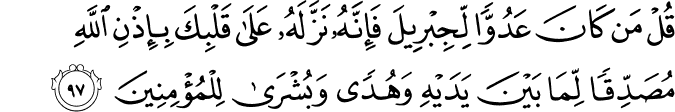 قُلْ مَن كَانَ عَدُوًّا لِّجِبْرِيلَ فَإِنَّهُۥ نَزَّلَهُۥ عَلَىٰ قَلْبِكَ بِإِذْنِ ٱللَّهِ
مُصَدِّقًا لِّمَا بَيْنَ يَدَيْهِ وَهُدًى وَبُشْرَىٰ لِلْمُؤْمِنِينَ ٩٧